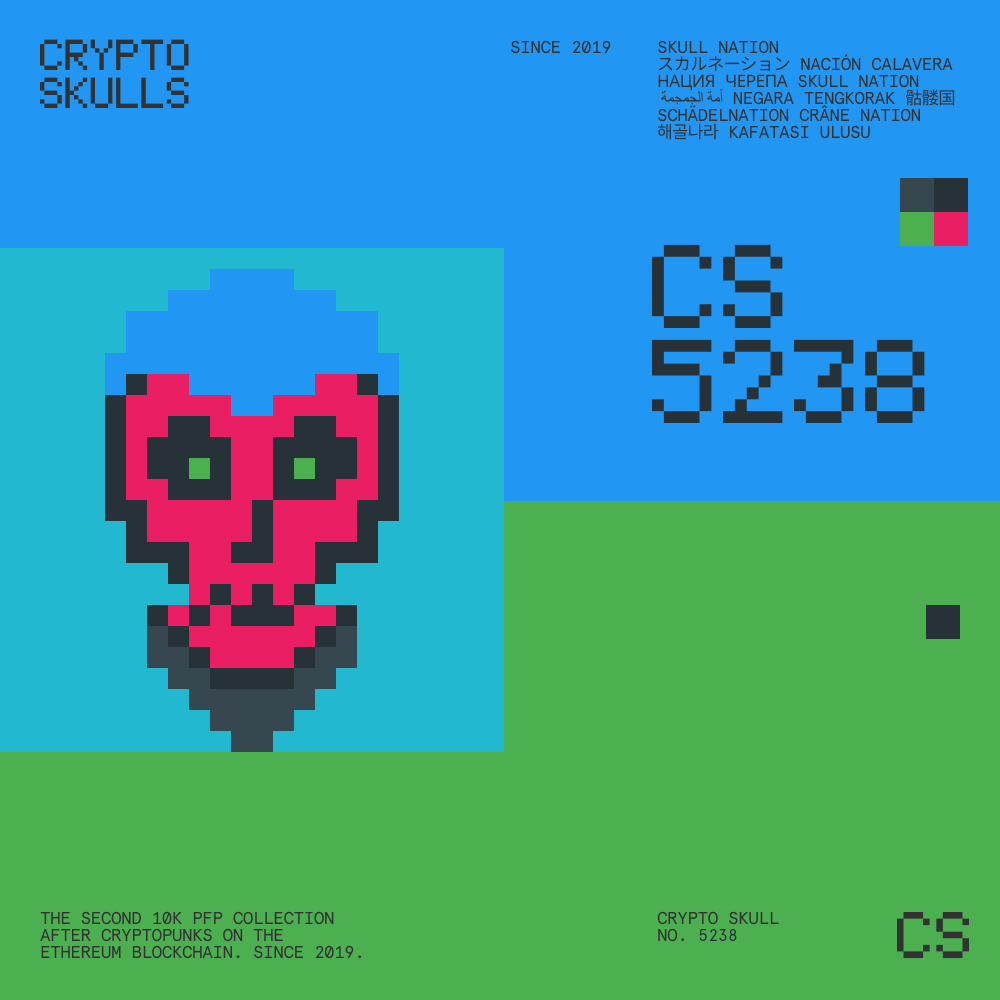 CRYPTO
SKULLS
SINCE 2019
SKULL NATION
スカルネーション NACIÓN CALAVERA
НАЦИЯ ЧЕРЕПА SKULL NATION
أمة الجمجمة NEGARA TENGKORAK 骷髅国
SCHÄDELNATION CRÂNE NATION
해골나라 KAFATASI ULUSU
CS
5238
THE SECOND 10K PFP COLLECTION
AFTER CRYPTOPUNKS ON THE
ETHEREUM BLOCKCHAIN. SINCE 2019.
CRYPTO SKULL
NO. 5238
CS